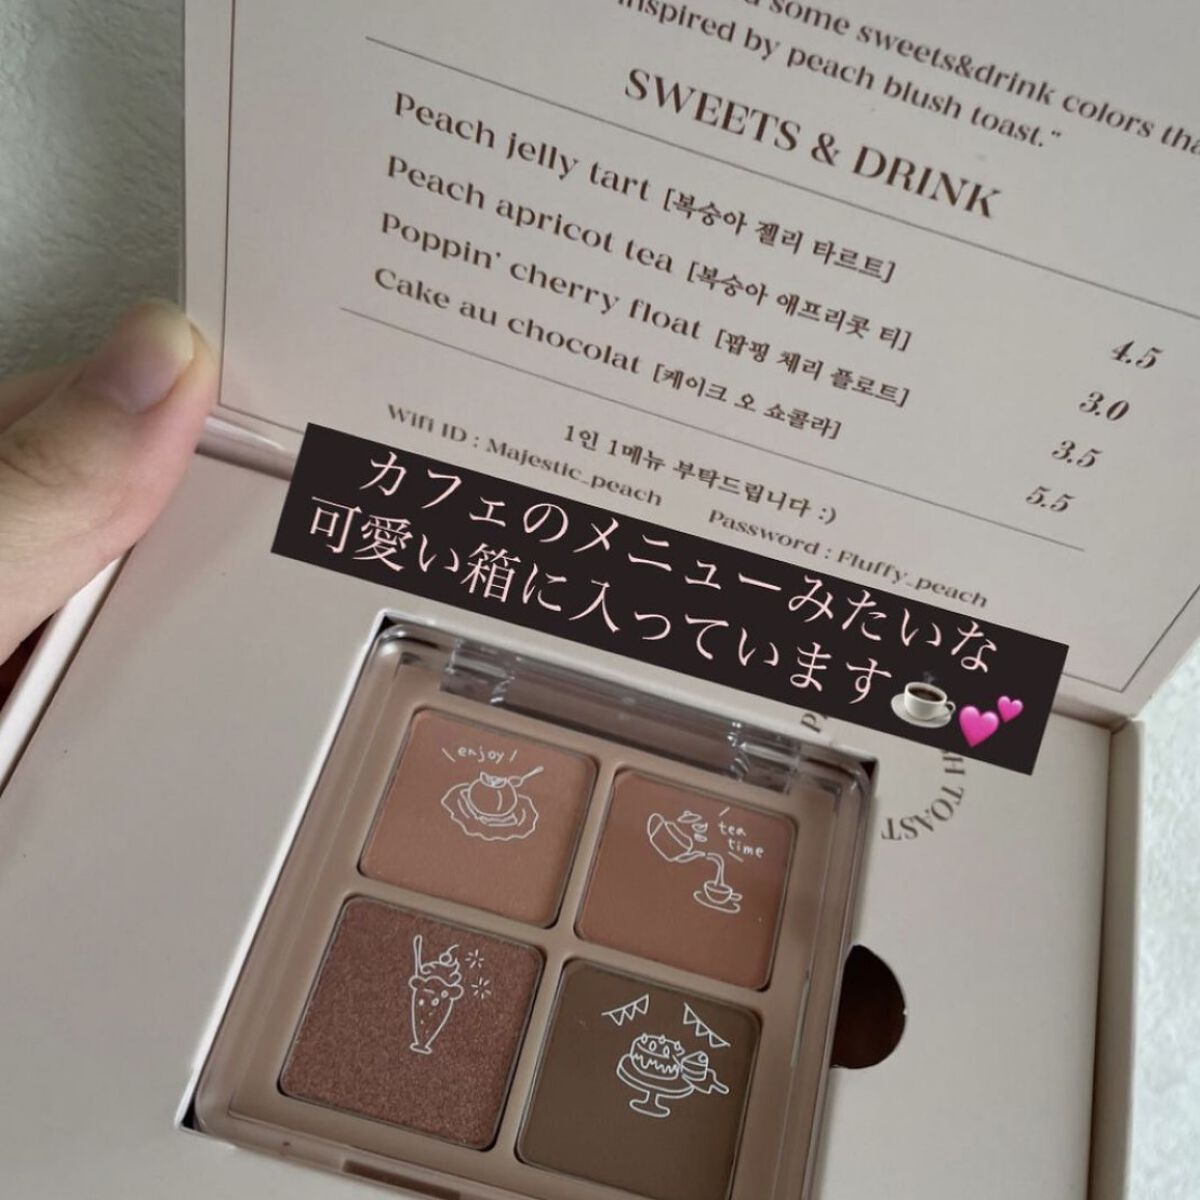 some sweets&drink colors
inspired by peach blush toast."
SWEETS & DRINK
Peach jelly tart [복숭아 젤리 타르트] 4.5
Peach apricot tea [복숭아 애프리콧 티] 3.0
Poppin' cherry float [팝핑 체리 플로트] 3.5
Cake au chocolat [케이크 오 쇼콜라] 5.5
1인 1메뉴 부탁드립니다 :)
Wifi ID : Majestic_peach Password : Fluffy_peach
カフェのメニューみたいな
可愛い箱に入っています☕💕
TOAST
enjoy!
tea
time